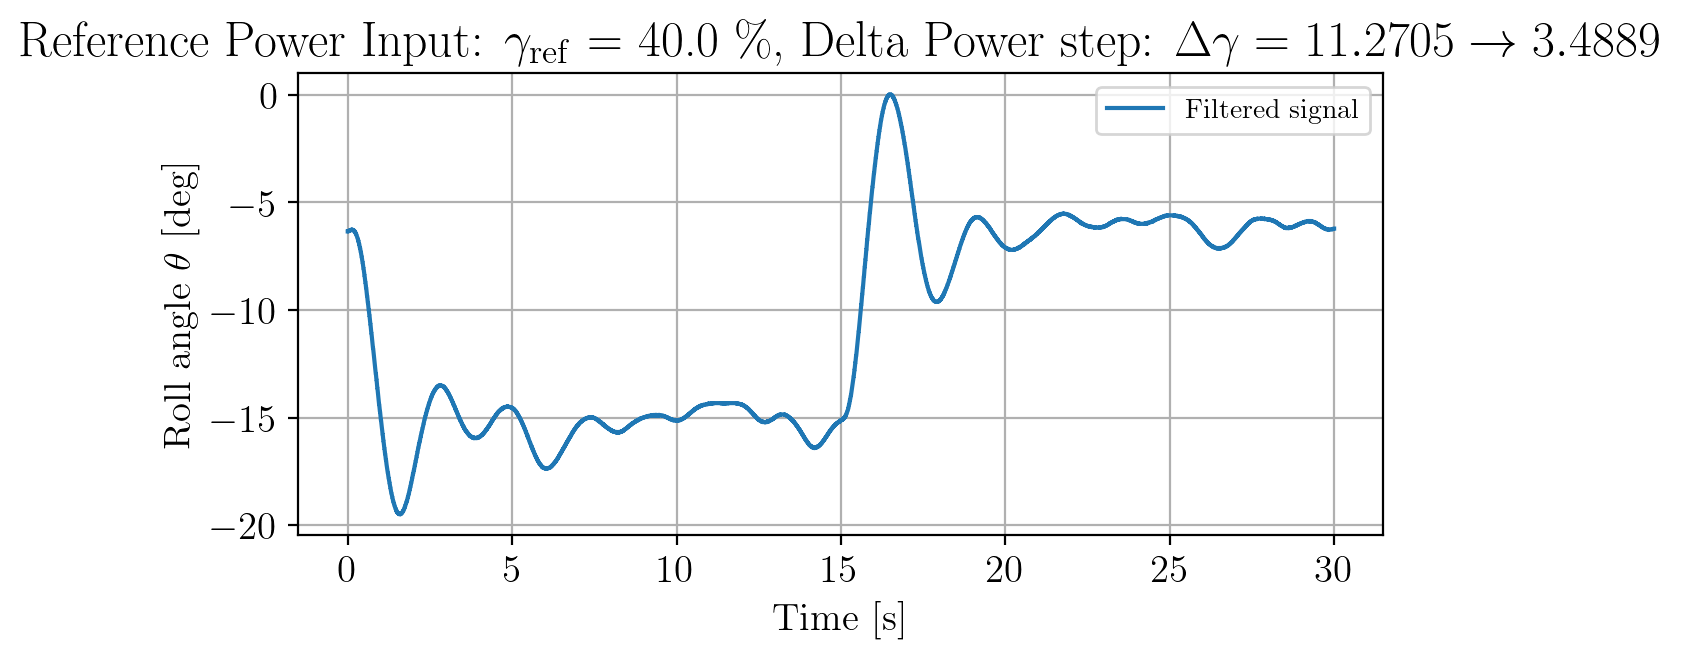 Reference Power Input: γref = 40.0 %, Delta Power step: Δγ = 11.2705 → 3.4889
Filtered signal
Roll angle θ [deg]
0
−5
−10
−15
−20
0 5 10 15 20 25 30
Time [s]